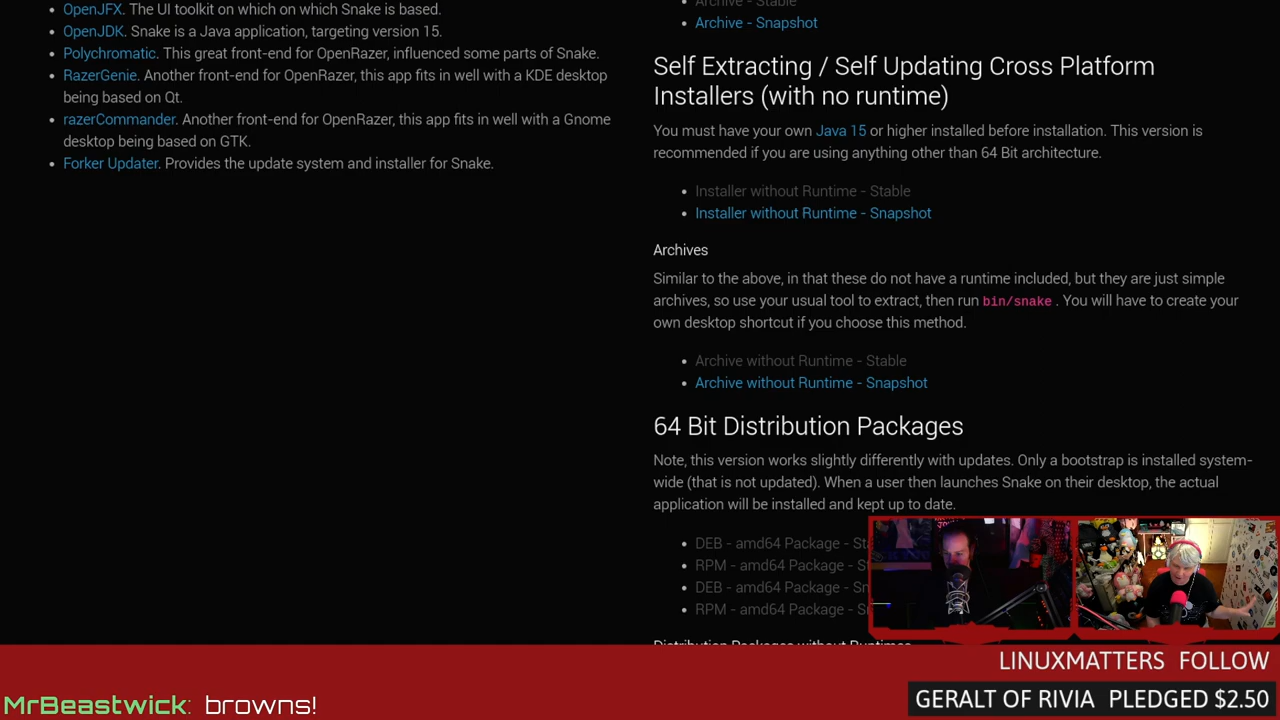 OpenJFX. The UI toolkit on which on which Snake is based.
OpenJDK. Snake is a Java application, targeting version 15.
Polychromatic. This great front-end for OpenRazer, influenced some parts of Snake.
RazerGenie. Another front-end for OpenRazer, this app fits in well with a KDE desktop
being based on Qt.
razerCommander. Another front-end for OpenRazer, this app fits in well with a Gnome
desktop being based on GTK.
Forker Updater. Provides the update system and installer for Snake.
Archive - Stable
Archive - Snapshot
Self Extracting / Self Updating Cross Platform
Installers (with no runtime)
You must have your own Java 15 or higher installed before installation. This version is
recommended if you are using anything other than 64 Bit architecture.
Installer without Runtime - Stable
Installer without Runtime - Snapshot
Archives
Similar to the above, in that these do not have a runtime included, but they are just simple
archives, so use your usual tool to extract, then run bin/snake . You will have to create your
own desktop shortcut if you choose this method.
Archive without Runtime - Stable
Archive without Runtime - Snapshot
64 Bit Distribution Packages
Note, this version works slightly differently with updates. Only a bootstrap is installed system-
wide (that is not updated). When a user then launches Snake on their desktop, the actual
application will be installed and kept up to date.
DEB - amd64 Package - St
RPM - amd64 Package - S
DEB - amd64 Package - Sn
RPM - amd64 Package - Sn
Distribution Packages without Runtimes
LINUXMATTERS FOLLOW
GERALT OF RIVIA PLEDGED $2.50
MrBeastwick: browns!